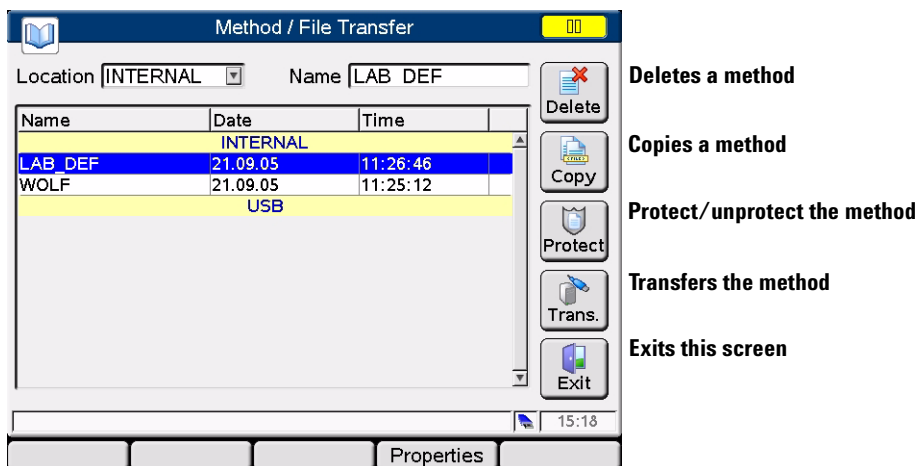 Method / File Transfer
Location INTERNAL Name LAB DEF
Delete
Deletes a method
Name Date Time
INTERNAL
LAB_DEF 21.09.05 11:26:46
WOLF 21.09.05 11:25:12
USB
Copy
Copies a method
Protect
Protect/unprotect the method
Trans.
Transfers the method
Exit
Exits this screen
15:18
Properties